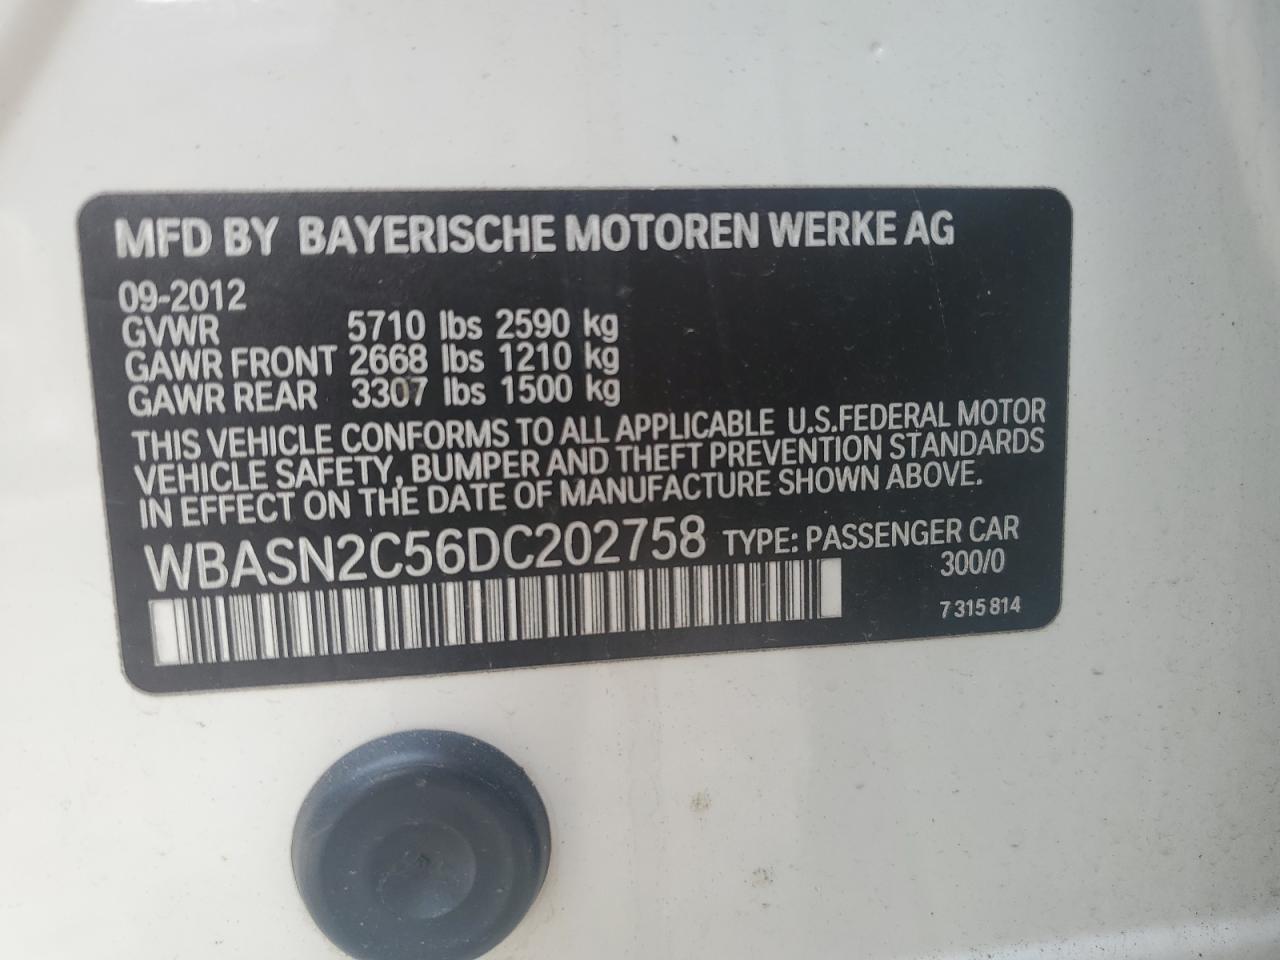 MFD BY BAYERISCHE MOTOREN WERKE AG
09-2012
GVWR 5710 lbs 2590 kg
GAWR FRONT 2668 lbs 1210 kg
GAWR REAR 3307 lbs 1500 kg
THIS VEHICLE CONFORMS TO ALL APPLICABLE U.S.FEDERAL MOTOR
VEHICLE SAFETY, BUMPER AND THEFT PREVENTION STANDARDS
IN EFFECT ON THE DATE OF MANUFACTURE SHOWN ABOVE.
WBASN2C56DC202758 TYPE: PASSENGER CAR
300/0
7 315 814